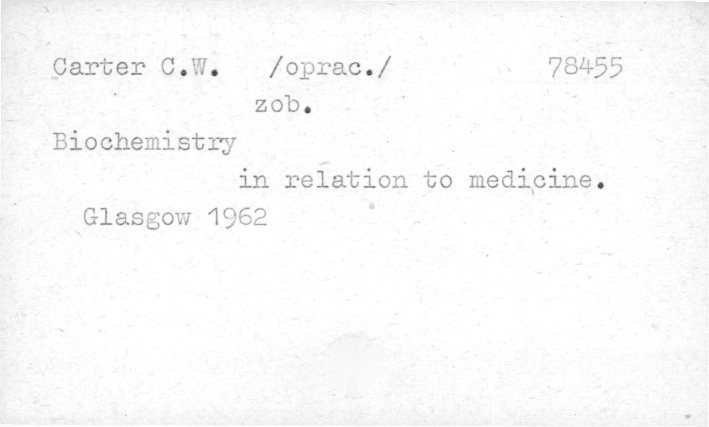 Carter C.W. /oprac./ 78455
zob.
Biochemistry
in relation to medicine.
Glasgow 1962